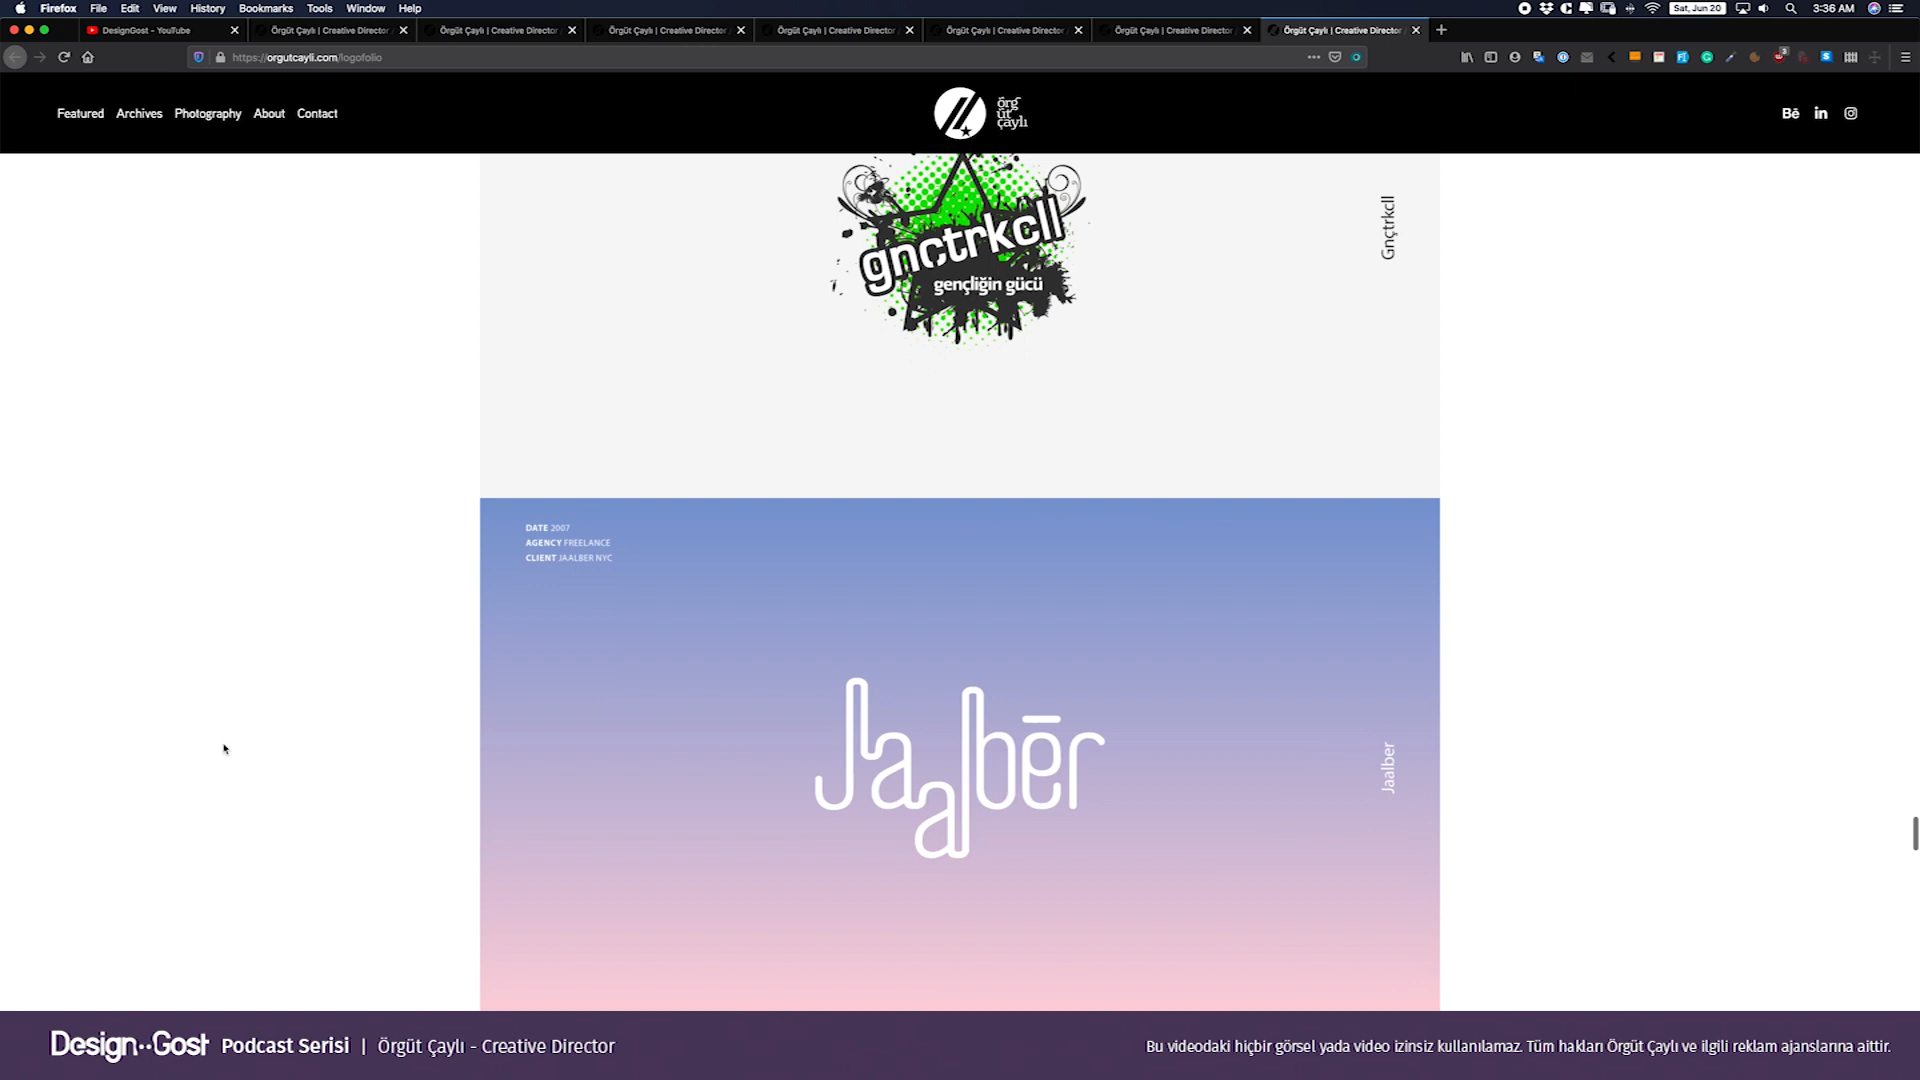 Firefox File Edit View History Bookmarks Tools Window Help
Sat, Jun 20
3:36 AM
DesignGost - YouTube
Örgüt Çaylı | Creative Director
Örgüt Çaylı | Creative Director
Örgüt Çaylı | Creative Director
Örgüt Çaylı | Creative Director
Örgüt Çaylı | Creative Director
Örgüt Çaylı | Creative Director
Örgüt Çaylı | Creative Director
https://orgutcayli.com/logofolio
Featured Archives Photography About Contact
örg
üt
çaylı
Bē in
gnçtrkcll
gençliğin gücü
Gnçtrkcll
DATE 2007
AGENCY FREELANCE
CLIENT JAALBER NYC
Jaalbēr
Jaalber
Design··Gost Podcast Serisi | Örgüt Çaylı - Creative Director
Bu videodaki hiçbir görsel yada video izinsiz kullanılamaz. Tüm hakları Örgüt Çaylı ve ilgili reklam ajanslarına aittir.